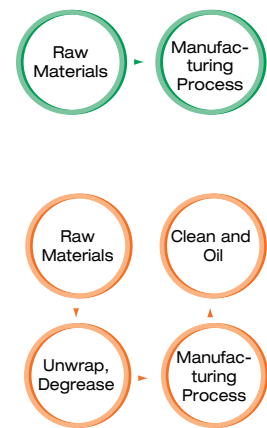 Raw
Materials
Manufac-
turing
Process
Raw
Materials
Clean and
Oil
Unwrap,
Degrease
Manufac-
turing
Process